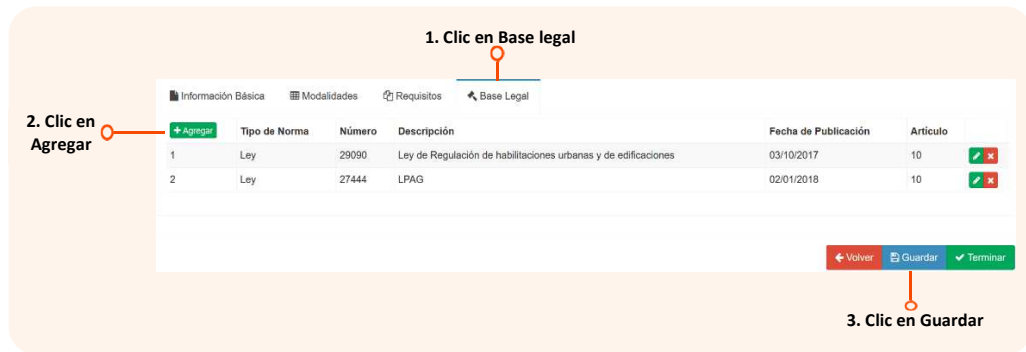 1. Clic en Base legal
Información Básica Modalidades Requisitos Base Legal
2. Clic en
Agregar
+ Agregar Tipo de Norma Número Descripción Fecha de Publicación Artículo
1 Ley 29090 Ley de Regulación de habilitaciones urbanas y de edificaciones 03/10/2017 10
2 Ley 27444 LPAG 02/01/2018 10
Volver Guardar Terminar
3. Clic en Guardar